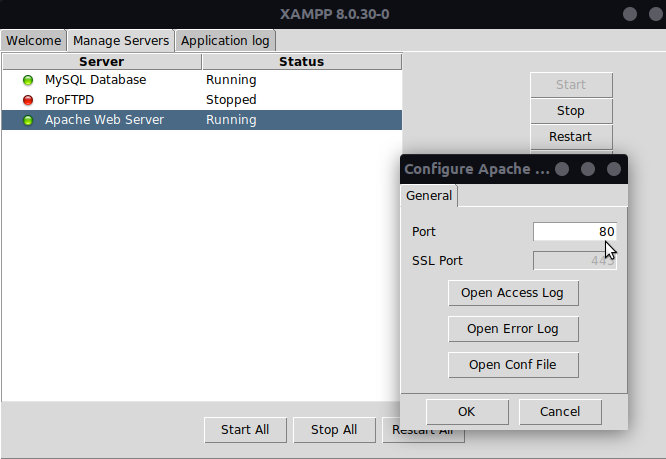 XAMPP 8.0.30-0
Welcome Manage Servers Application log
Server Status
MySQL Database Running
ProFTPD Stopped
Apache Web Server Running
Start
Stop
Restart
Configure Apache ...
General
Port 80
SSL Port 443
Open Access Log
Open Error Log
Open Conf File
OK Cancel
Start All Stop All Restart All